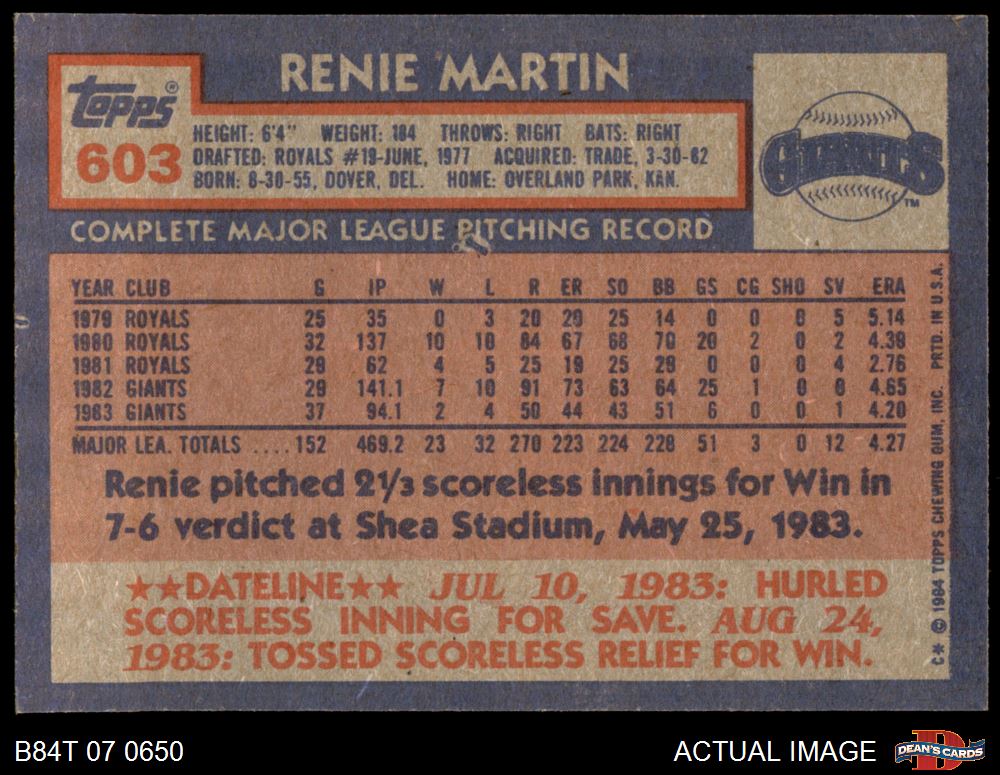 RENIE MARTIN
topps®
603
HEIGHT: 6'4" WEIGHT: 184 THROWS: RIGHT BATS: RIGHT
DRAFTED: ROYALS #19-JUNE, 1977 ACQUIRED: TRADE, 3-30-82
BORN: 8-30-55, DOVER, DEL. HOME: OVERLAND PARK, KAN.
GIANTS
TM
COMPLETE MAJOR LEAGUE PITCHING RECORD
YEAR CLUB G IP W L R ER SO BB GS CG SHO SV ERA
1979 ROYALS 25 35 0 3 20 20 25 14 0 0 0 5 5.14
1980 ROYALS 32 137 10 10 84 67 68 70 20 2 0 2 4.39
1981 ROYALS 29 62 4 5 25 19 25 29 0 0 0 4 2.76
1982 GIANTS 29 141.1 7 10 91 73 63 64 25 1 0 0 4.65
1983 GIANTS 37 94.1 2 4 50 44 43 51 6 0 0 1 4.20
MAJOR LEA. TOTALS ....152 469.2 23 32 270 223 224 228 51 3 0 12 4.27
Renie pitched 2⅓ scoreless innings for Win in
7-6 verdict at Shea Stadium, May 25, 1983.
★★DATELINE★★ JUL 10, 1983: HURLED
SCORELESS INNING FOR SAVE. AUG 24,
1983: TOSSED SCORELESS RELIEF FOR WIN.
C* © 1984 TOPPS CHEWING GUM, INC. PRTD. IN U.S.A.
B84T 07 0650
ACTUAL IMAGE
D
DEAN'S CARDS